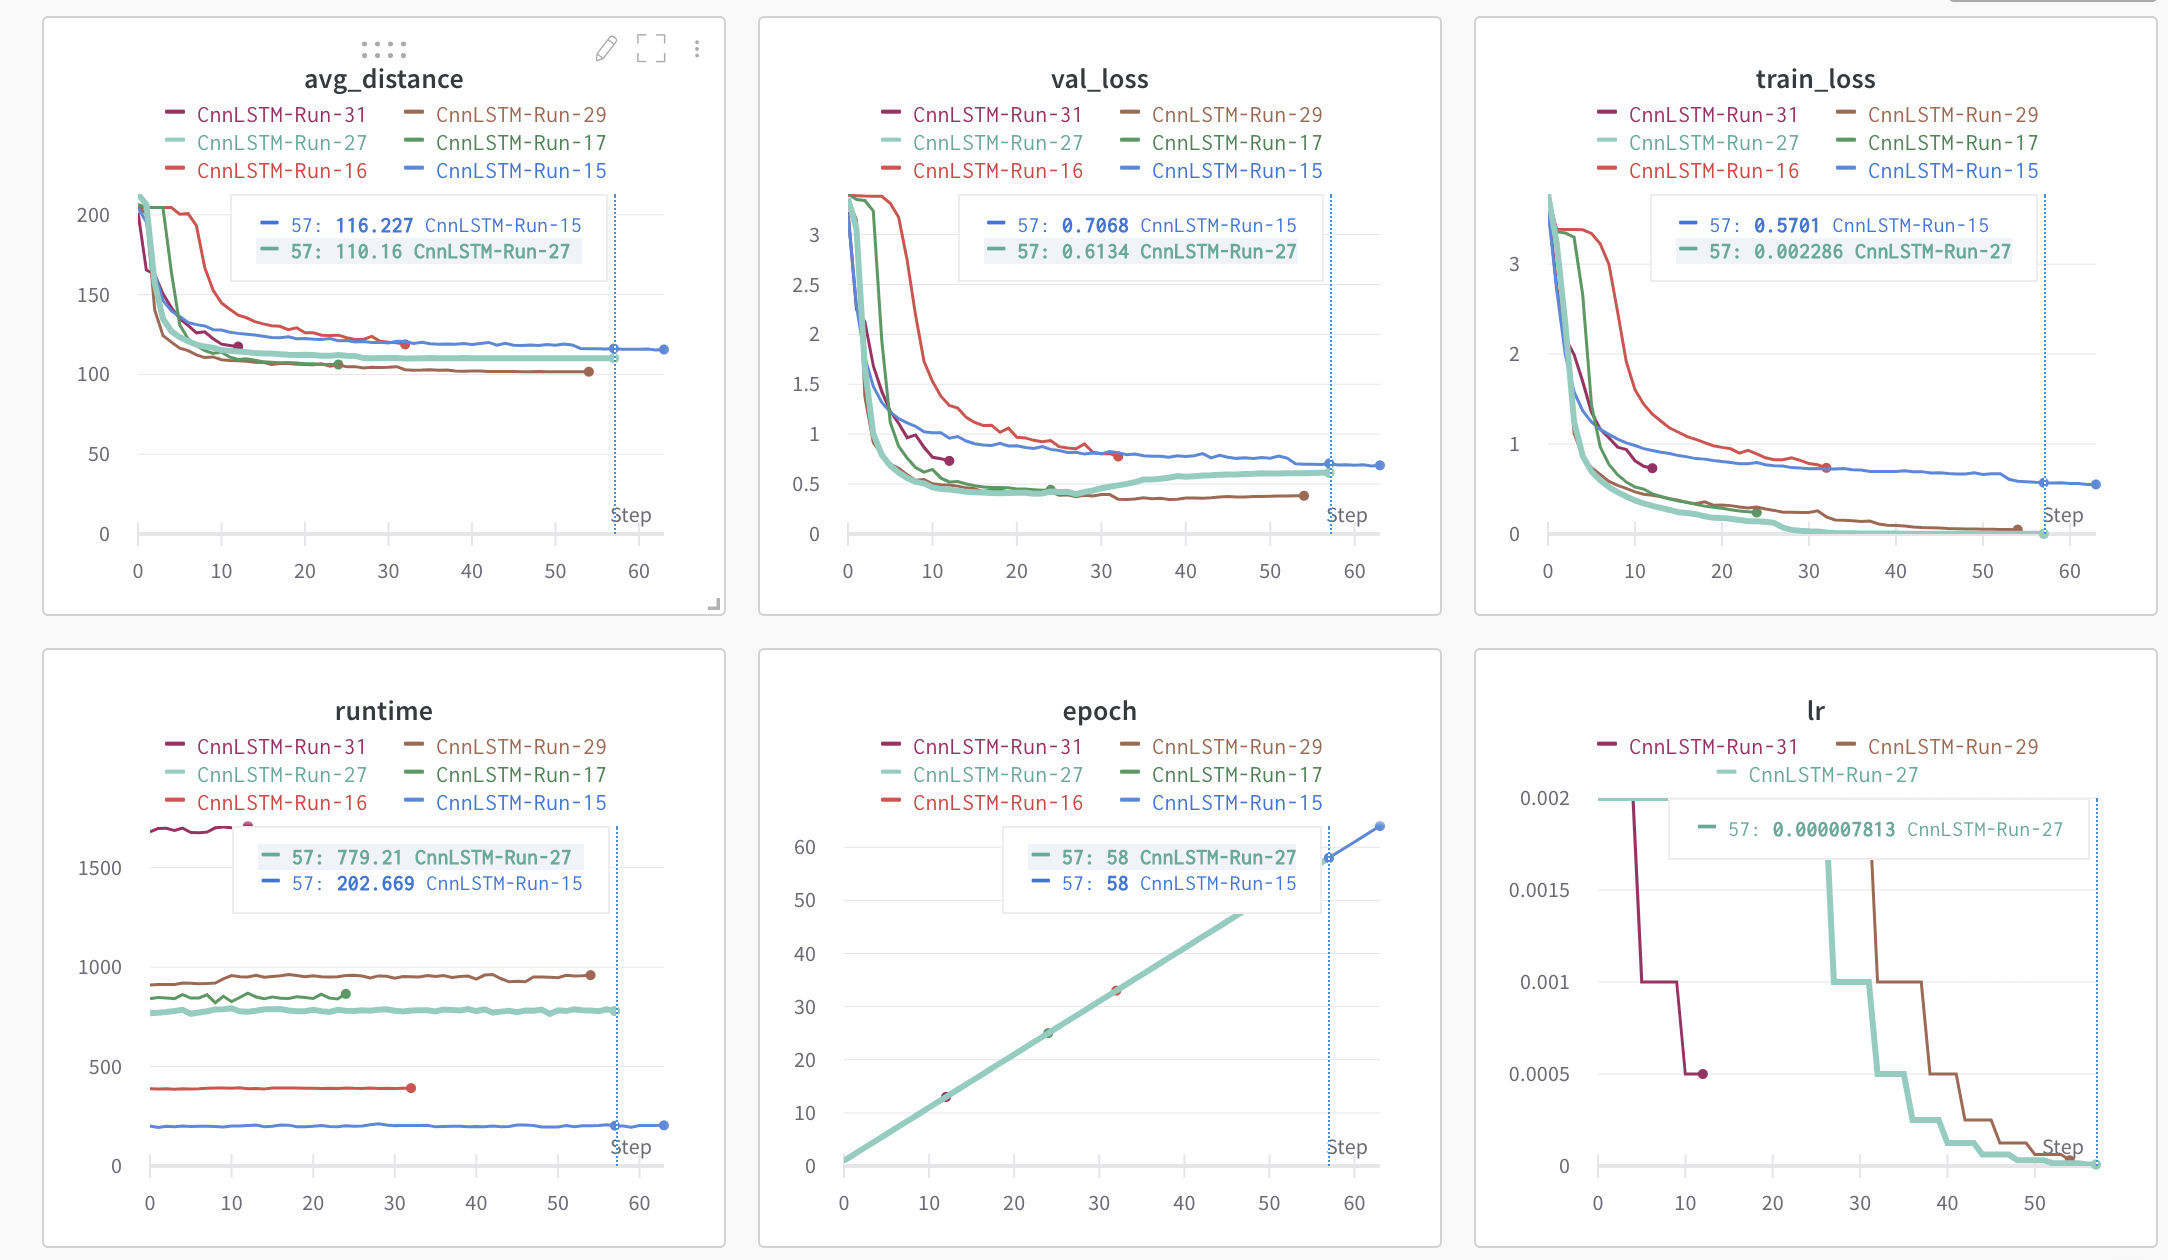 avg_distance
CnnLSTM-Run-31 CnnLSTM-Run-29
CnnLSTM-Run-27 CnnLSTM-Run-17
CnnLSTM-Run-16 CnnLSTM-Run-15
57: 116.227 CnnLSTM-Run-15
57: 110.16 CnnLSTM-Run-27
200
150
100
50
0
Step
0 10 20 30 40 50 60
val_loss
CnnLSTM-Run-31 CnnLSTM-Run-29
CnnLSTM-Run-27 CnnLSTM-Run-17
CnnLSTM-Run-16 CnnLSTM-Run-15
57: 0.7068 CnnLSTM-Run-15
57: 0.6134 CnnLSTM-Run-27
3
2.5
2
1.5
1
0.5
0
Step
0 10 20 30 40 50 60
train_loss
CnnLSTM-Run-31 CnnLSTM-Run-29
CnnLSTM-Run-27 CnnLSTM-Run-17
CnnLSTM-Run-16 CnnLSTM-Run-15
57: 0.5701 CnnLSTM-Run-15
57: 0.002286 CnnLSTM-Run-27
3
2
1
0
Step
0 10 20 30 40 50 60
runtime
CnnLSTM-Run-31 CnnLSTM-Run-29
CnnLSTM-Run-27 CnnLSTM-Run-17
CnnLSTM-Run-16 CnnLSTM-Run-15
57: 779.21 CnnLSTM-Run-27
57: 202.669 CnnLSTM-Run-15
1500
1000
500
0
Step
0 10 20 30 40 50 60
epoch
CnnLSTM-Run-31 CnnLSTM-Run-29
CnnLSTM-Run-27 CnnLSTM-Run-17
CnnLSTM-Run-16 CnnLSTM-Run-15
57: 58 CnnLSTM-Run-27
57: 58 CnnLSTM-Run-15
60
50
40
30
20
10
0
Step
0 10 20 30 40 50 60
lr
CnnLSTM-Run-31 CnnLSTM-Run-29
CnnLSTM-Run-27
57: 0.000007813 CnnLSTM-Run-27
0.002
0.0015
0.001
0.0005
0
Step
0 10 20 30 40 50